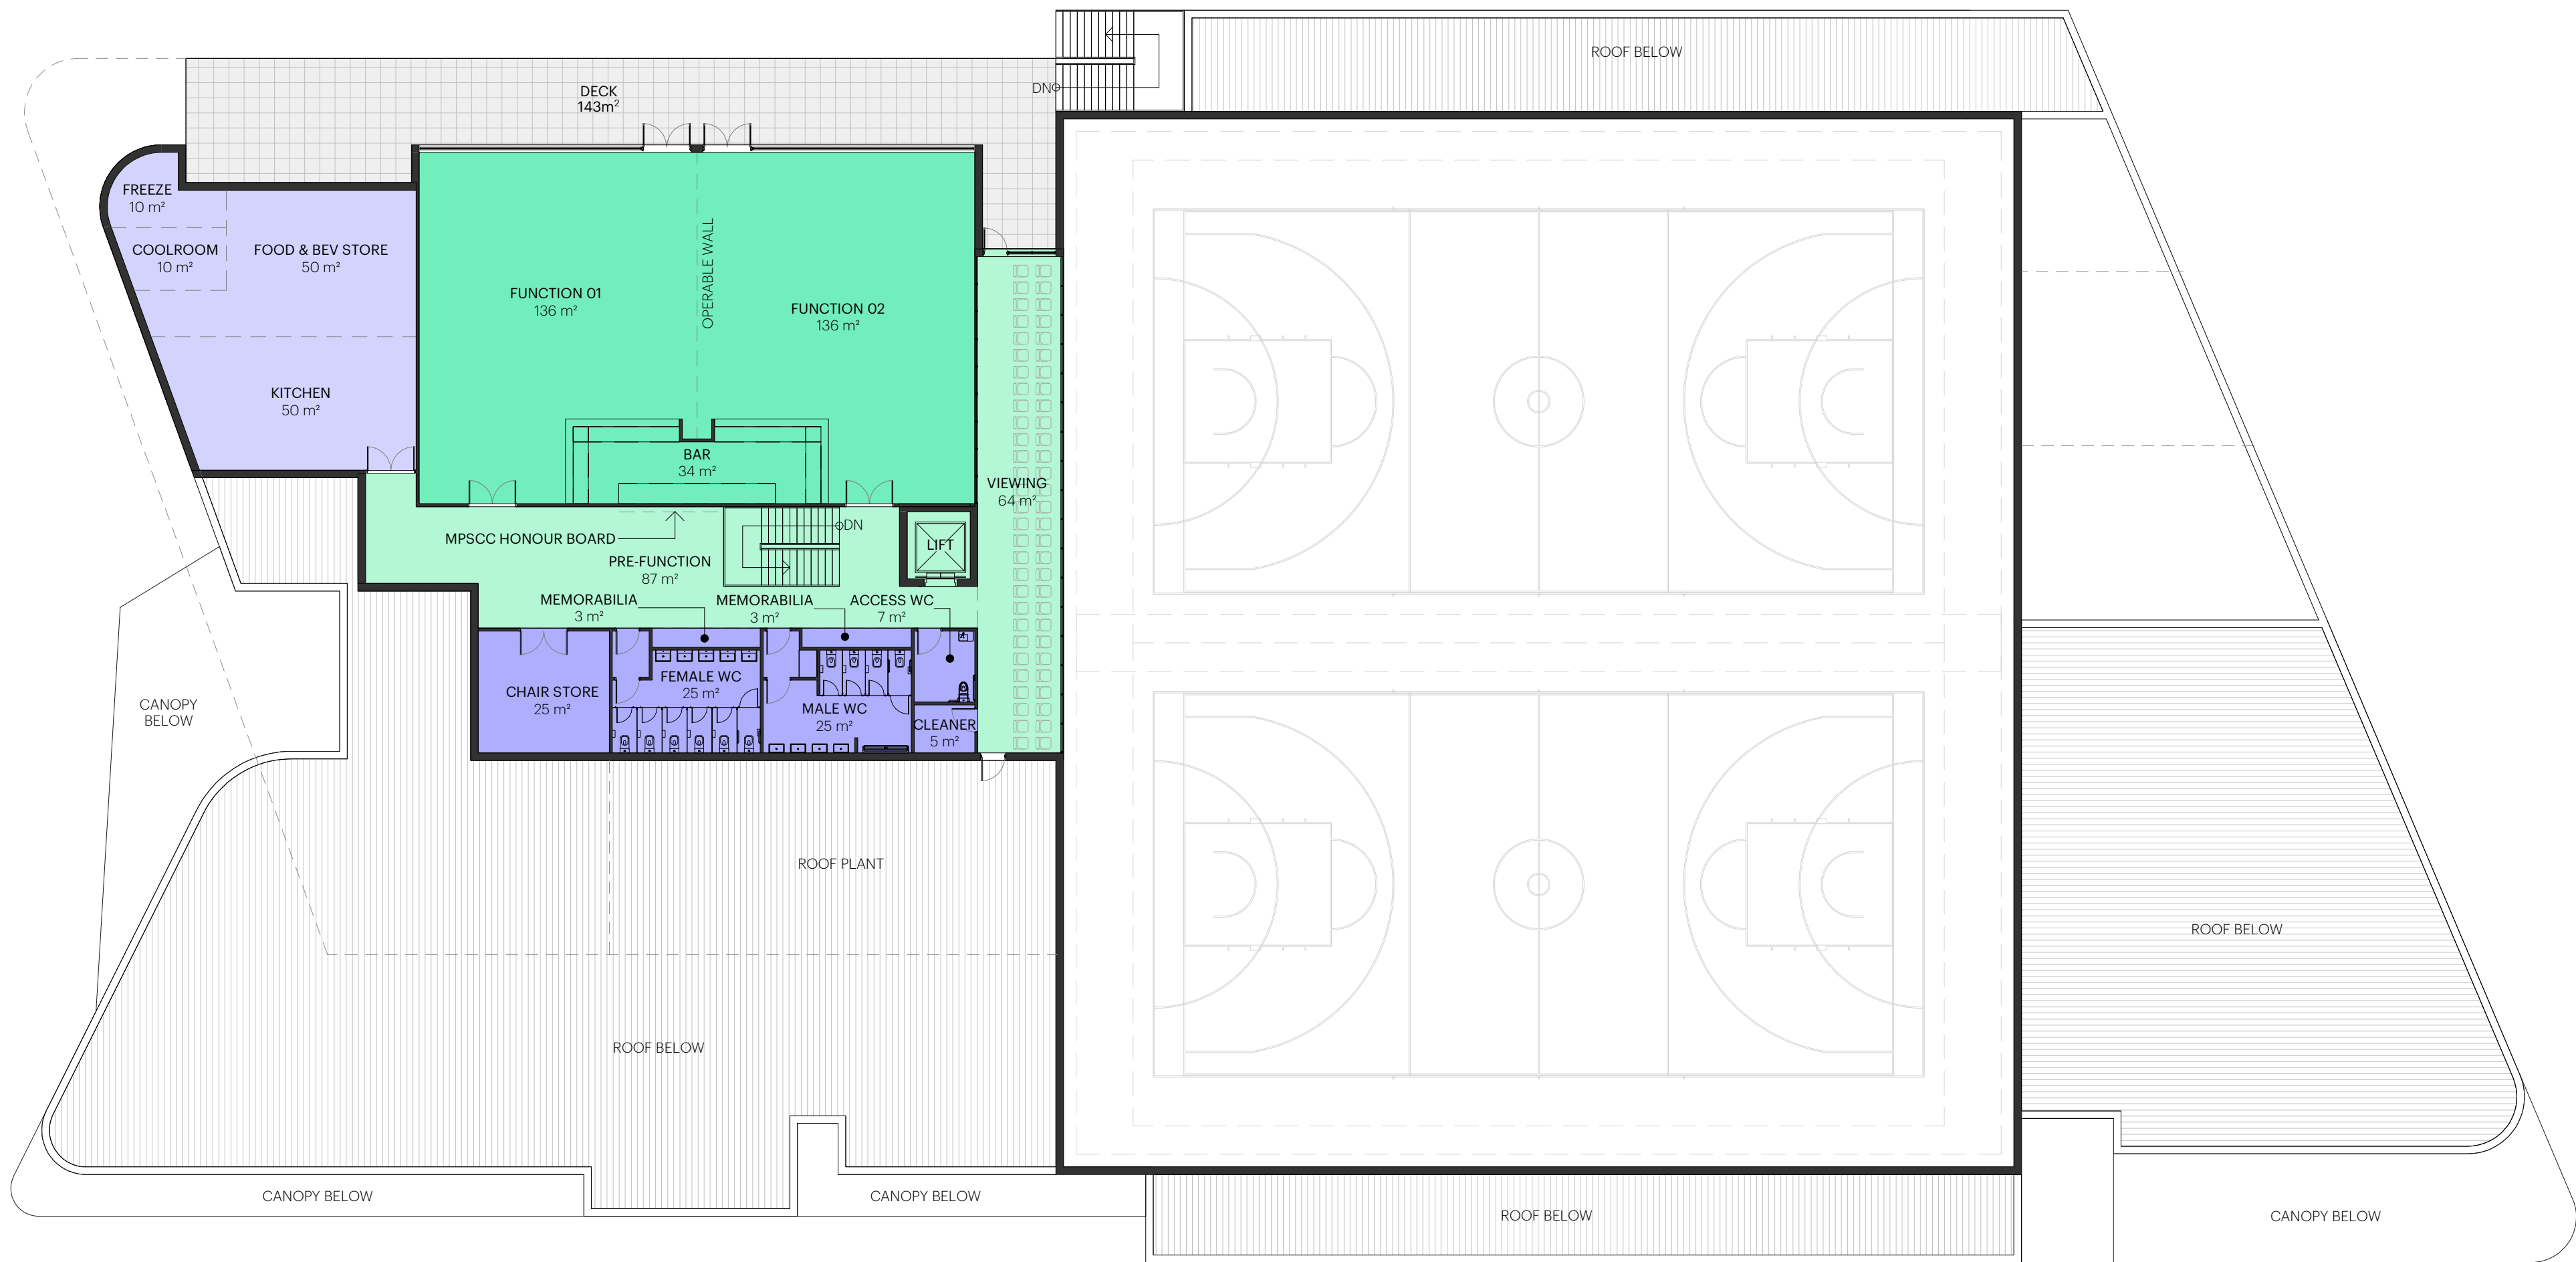 ROOF BELOW
DN
DECK
143m²
FREEZE
10 m²
COOLROOM
10 m²
FOOD & BEV STORE
50 m²
KITCHEN
50 m²
FUNCTION 01
136 m²
OPERABLE WALL
FUNCTION 02
136 m²
BAR
34 m²
VIEWING
64 m²
MPSCC HONOUR BOARD
DN
LIFT
PRE-FUNCTION
87 m²
MEMORABILIA
3 m²
MEMORABILIA
3 m²
ACCESS WC
7 m²
CHAIR STORE
25 m²
FEMALE WC
25 m²
MALE WC
25 m²
CLEANER
5 m²
CANOPY
BELOW
ROOF PLANT
ROOF BELOW
ROOF BELOW
CANOPY BELOW
CANOPY BELOW
ROOF BELOW
CANOPY BELOW